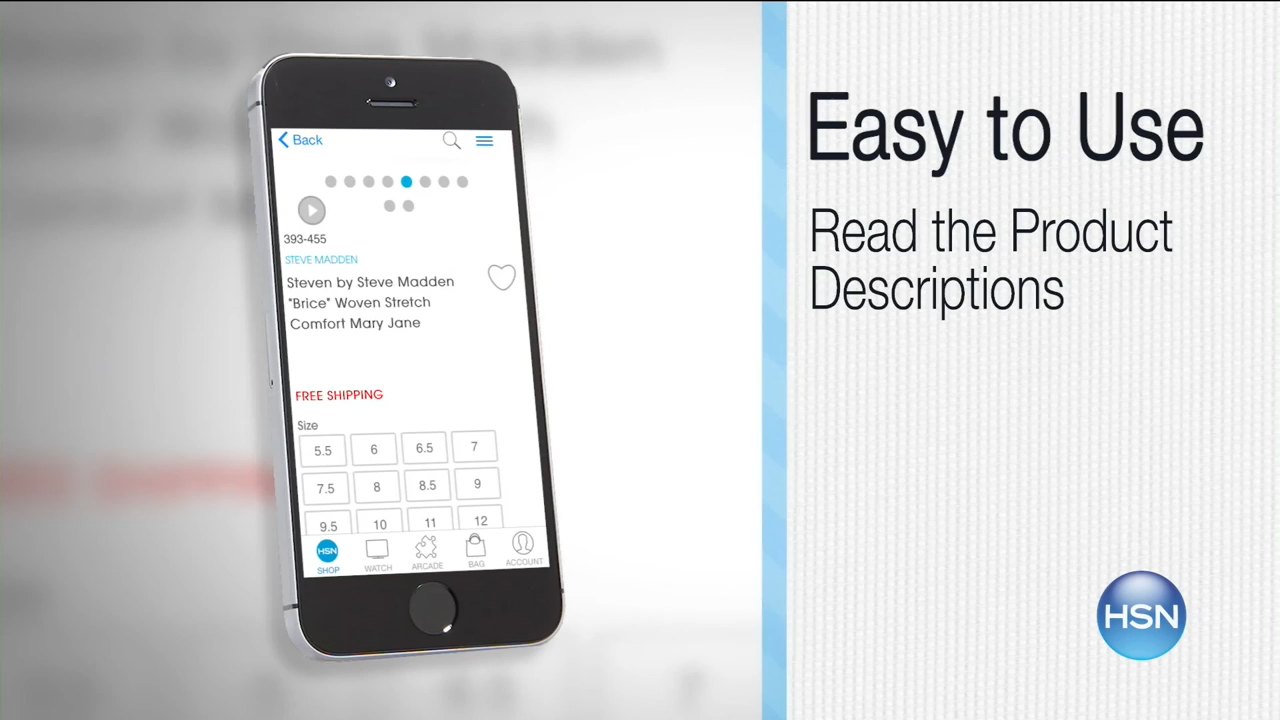 Back
393-455
STEVE MADDEN
Steven by Steve Madden
"Brice" Woven Stretch
Comfort Mary Jane
FREE SHIPPING
Size
5.5 6 6.5 7
7.5 8 8.5 9
9.5 10 11 12
HSN
SHOP WATCH ARCADE BAG ACCOUNT
Easy to Use
Read the Product
Descriptions
HSN